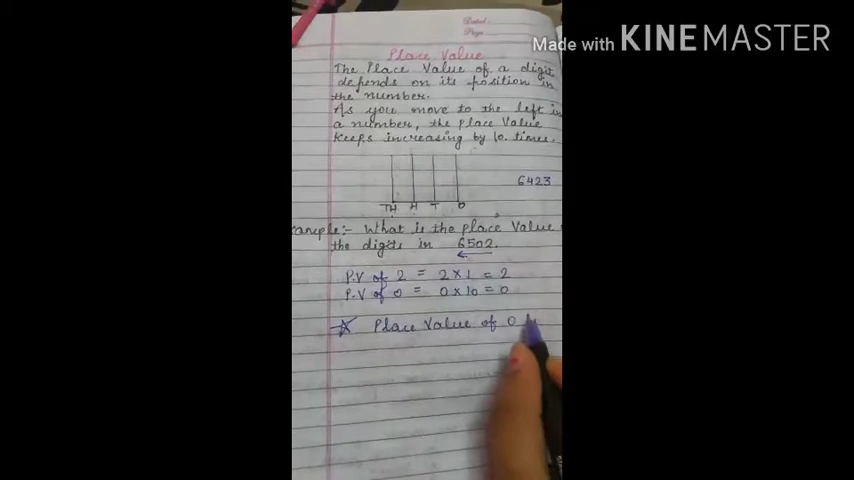 Made with KINEMASTER
Dated
Page
Place Value
The Place Value of a digit
depends on its position in
the number.
As you move to the left in
a number, the place Value
keeps increasing by 10 times.
6423
TH H T O
ample:- What is the place Value
the digits in 6502.
P.V of 2 = 2×1 = 2
P.V of 0 = 0×10 = 0
Place Value of 0